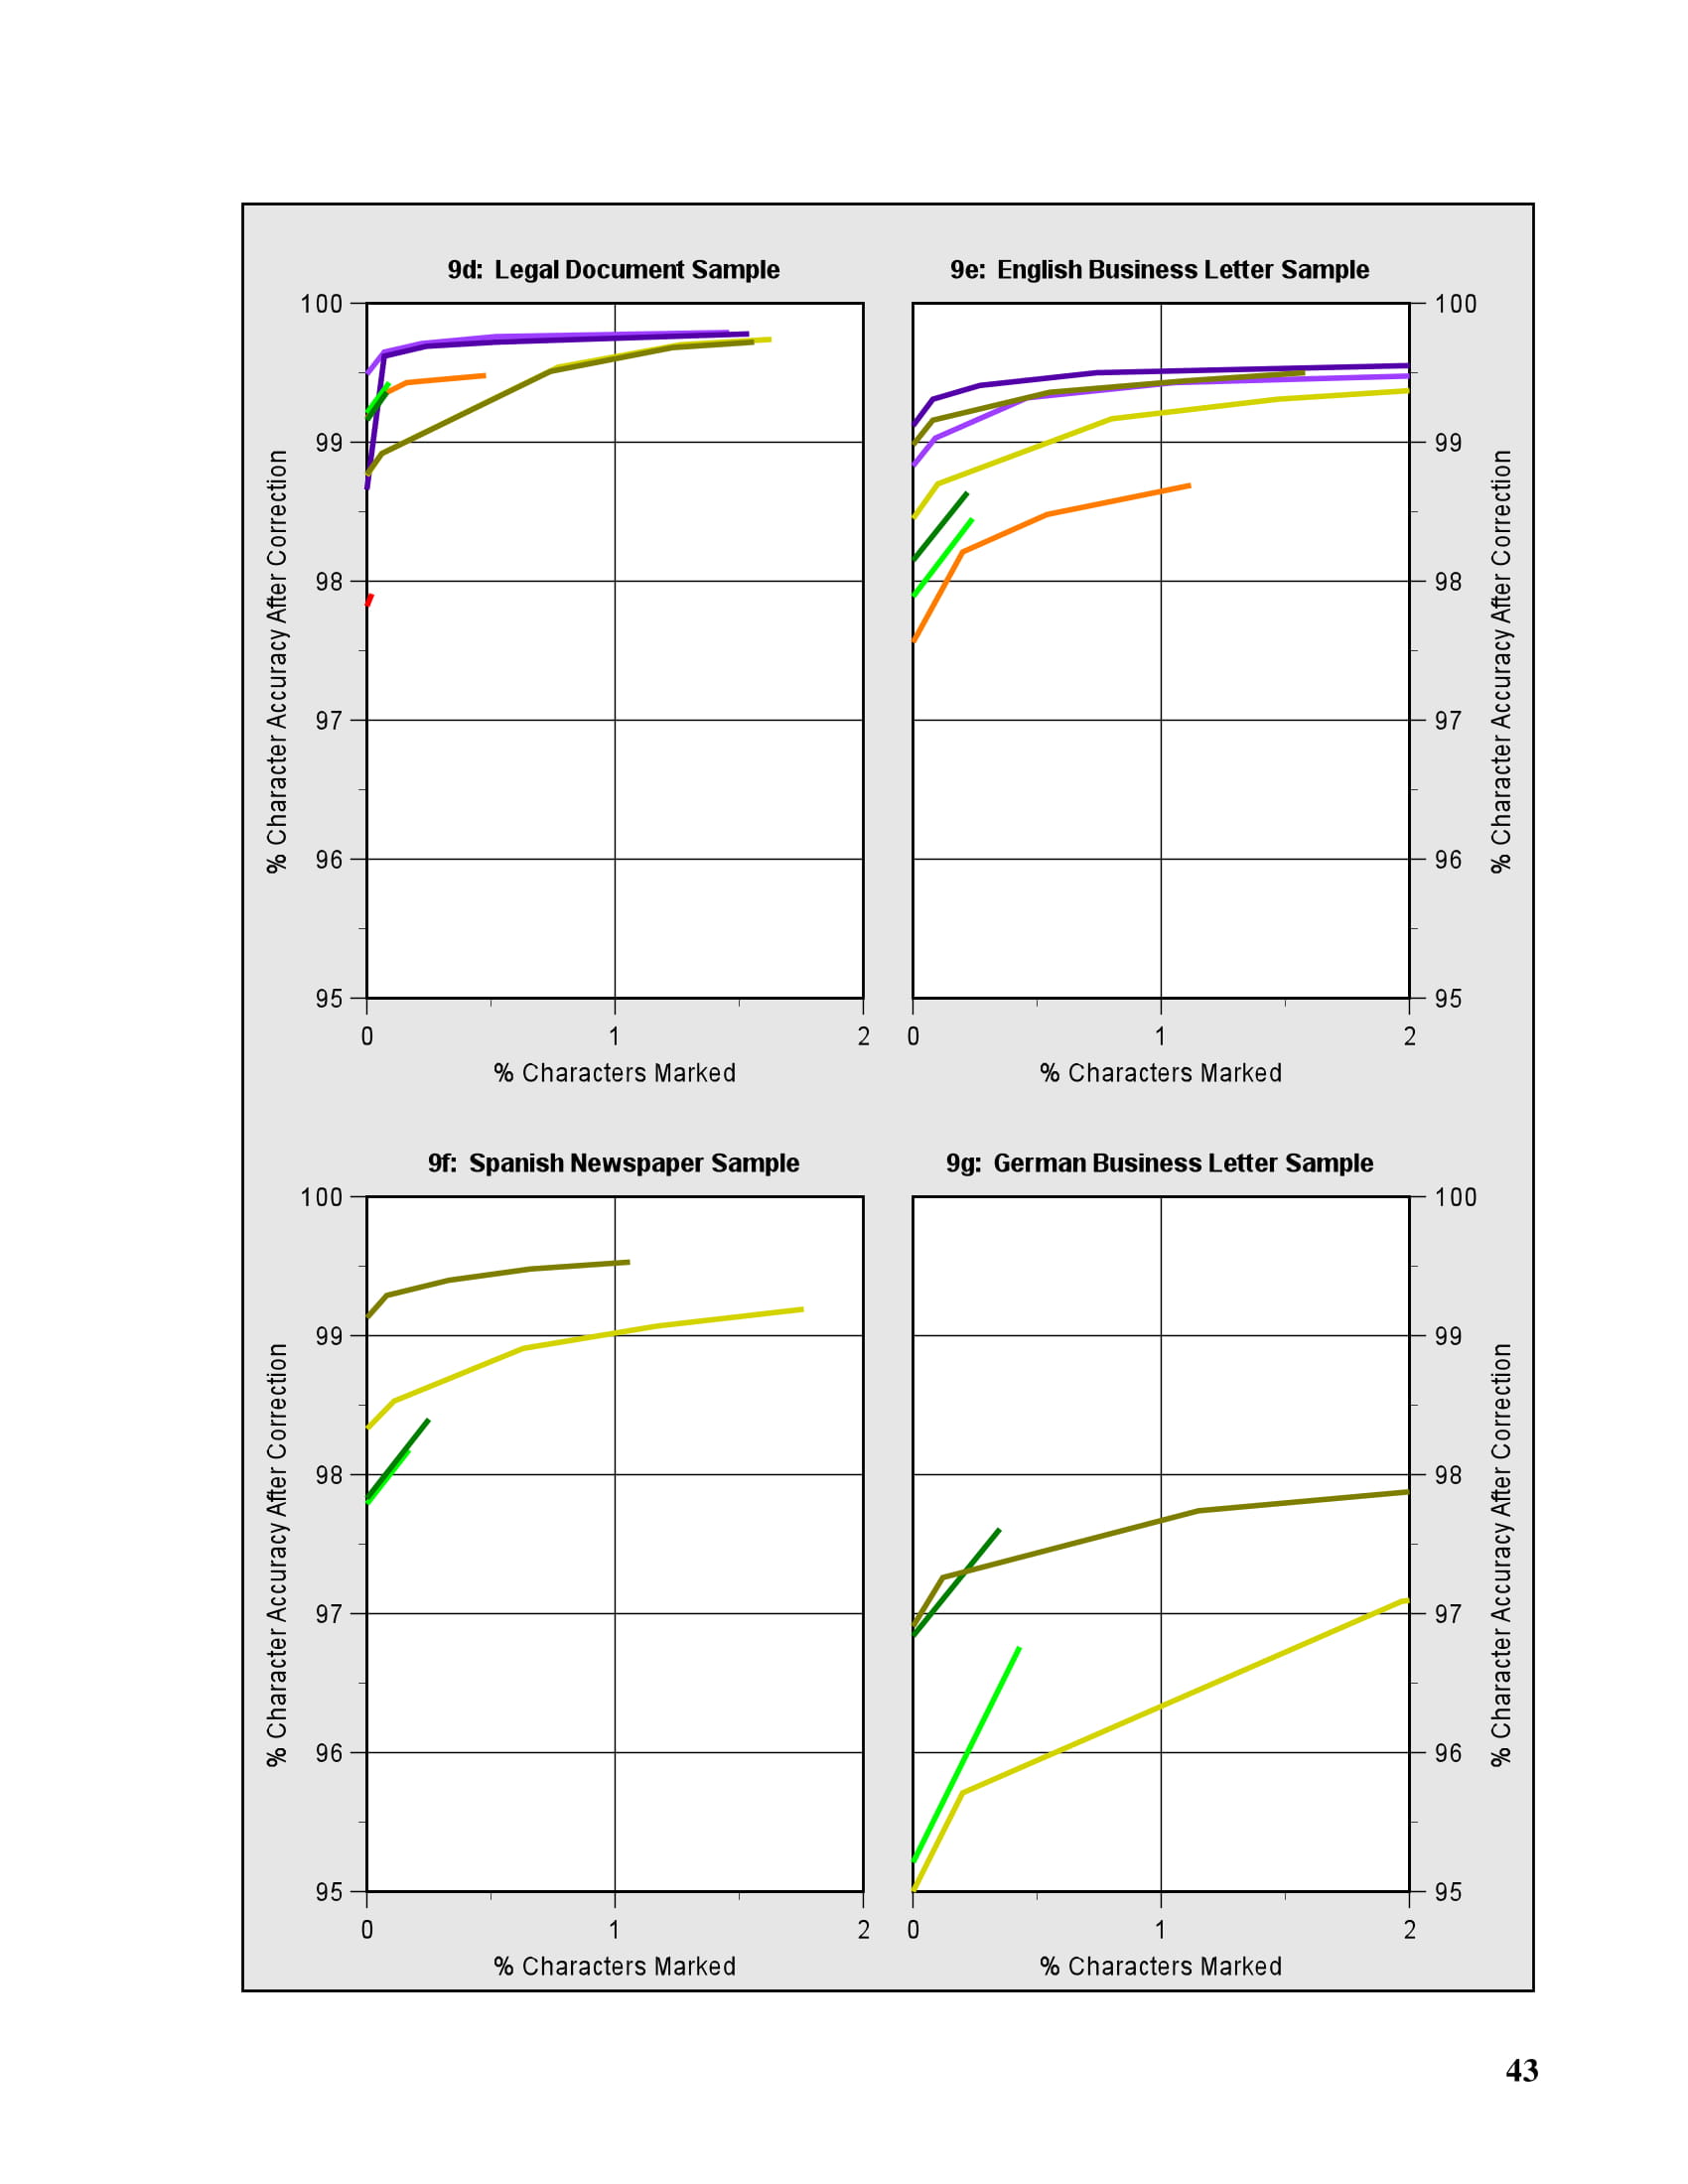 9d: Legal Document Sample
100
99
98
97
96
95
% Character Accuracy After Correction
0 1 2
% Characters Marked
9e: English Business Letter Sample
100
99
98
97
96
95
% Character Accuracy After Correction
0 1 2
% Characters Marked
9f: Spanish Newspaper Sample
100
99
98
97
96
95
% Character Accuracy After Correction
0 1 2
% Characters Marked
9g: German Business Letter Sample
100
99
98
97
96
95
% Character Accuracy After Correction
0 1 2
% Characters Marked
43